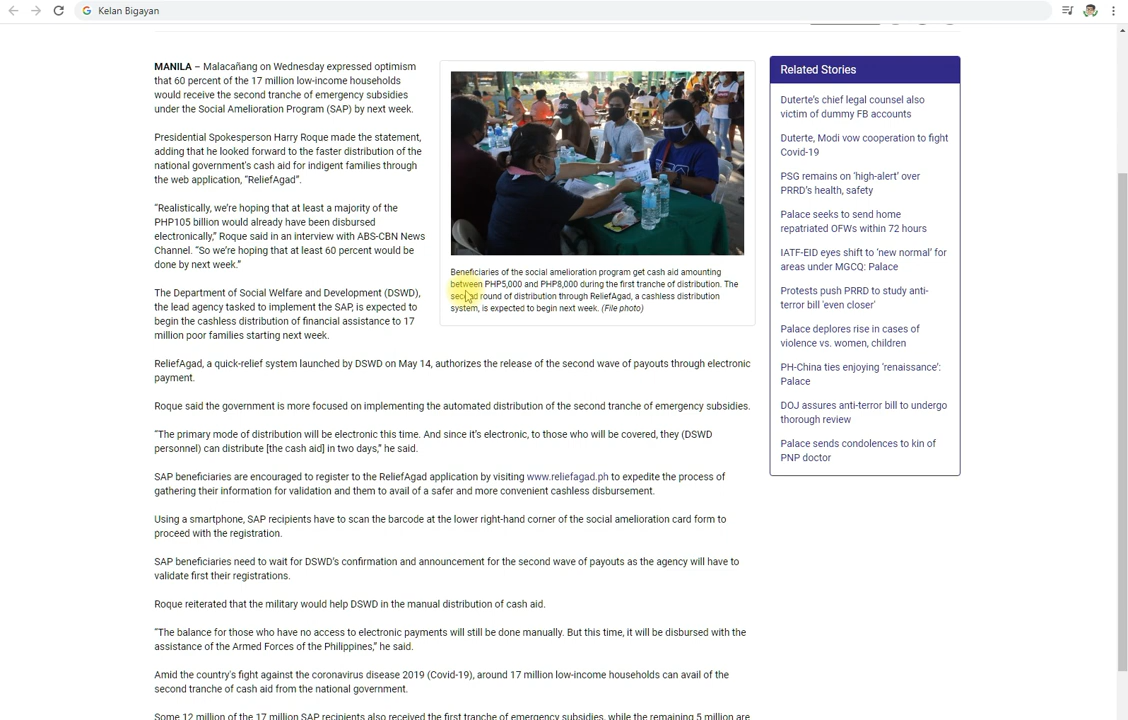 Kelan Bigayan
MANILA – Malacañang on Wednesday expressed optimism
that 60 percent of the 17 million low-income households
would receive the second tranche of emergency subsidies
under the Social Amelioration Program (SAP) by next week.
Presidential Spokesperson Harry Roque made the statement,
adding that he looked forward to the faster distribution of the
national government's cash aid for indigent families through
the web application, “ReliefAgad”.
“Realistically, we’re hoping that at least a majority of the
PHP105 billion would already have been disbursed
electronically,” Roque said in an interview with ABS-CBN News
Channel. “So we’re hoping that at least 60 percent would be
done by next week.”
The Department of Social Welfare and Development (DSWD),
the lead agency tasked to implement the SAP, is expected to
begin the cashless distribution of financial assistance to 17
million poor families starting next week.
Beneficiaries of the social amelioration program get cash aid amounting
between PHP5,000 and PHP8,000 during the first tranche of distribution. The
second round of distribution through ReliefAgad, a cashless distribution
system, is expected to begin next week. (File photo)
ReliefAgad, a quick-relief system launched by DSWD on May 14, authorizes the release of the second wave of payouts through electronic
payment.
Roque said the government is more focused on implementing the automated distribution of the second tranche of emergency subsidies.
“The primary mode of distribution will be electronic this time. And since it’s electronic, to those who will be covered, they (DSWD
personnel) can distribute [the cash aid] in two days,” he said.
SAP beneficiaries are encouraged to register to the ReliefAgad application by visiting www.reliefagad.ph to expedite the process of
gathering their information for validation and them to avail of a safer and more convenient cashless disbursement.
Using a smartphone, SAP recipients have to scan the barcode at the lower right-hand corner of the social amelioration card form to
proceed with the registration.
SAP beneficiaries need to wait for DSWD’s confirmation and announcement for the second wave of payouts as the agency will have to
validate first their registrations.
Roque reiterated that the military would help DSWD in the manual distribution of cash aid.
“The balance for those who have no access to electronic payments will still be done manually. But this time, it will be disbursed with the
assistance of the Armed Forces of the Philippines,” he said.
Amid the country's fight against the coronavirus disease 2019 (Covid-19), around 17 million low-income households can avail of the
second tranche of cash aid from the national government.
Some 12 million of the 17 million SAP recipients also received the first tranche of emergency subsidies, while the remaining 5 million are
Related Stories
Duterte’s chief legal counsel also
victim of dummy FB accounts
Duterte, Modi vow cooperation to fight
Covid-19
PSG remains on ‘high-alert’ over
PRRD’s health, safety
Palace seeks to send home
repatriated OFWs within 72 hours
IATF-EID eyes shift to ‘new normal’ for
areas under MGCQ: Palace
Protests push PRRD to study anti-
terror bill 'even closer'
Palace deplores rise in cases of
violence vs. women, children
PH-China ties enjoying ‘renaissance’:
Palace
DOJ assures anti-terror bill to undergo
thorough review
Palace sends condolences to kin of
PNP doctor